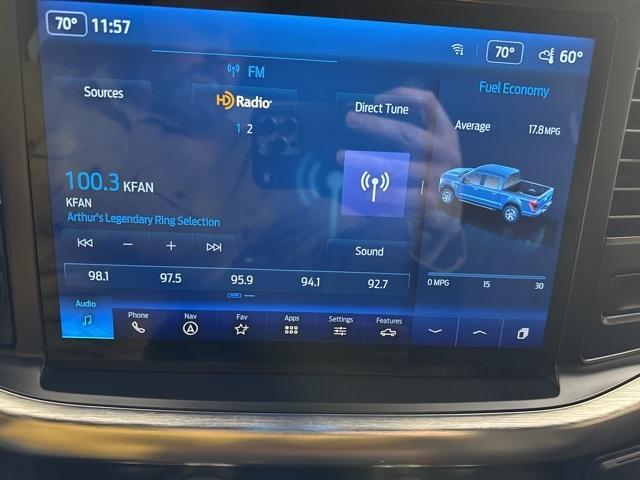 70° 11:57
70° 60°
FM
Sources
HD Radio
Direct Tune
1 2
100.3 KFAN
KFAN
Arthur's Legendary Ring Selection
Sound
98.1 97.5 95.9 94.1 92.7
Fuel Economy
Average 17.8 MPG
0 MPG 15 30
Audio Phone Nav Fav Apps Settings Features